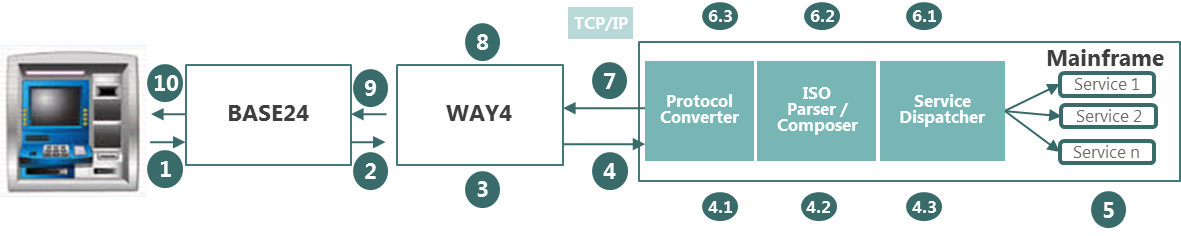 TCP/IP
6.3
6.2
6.1
8
Mainframe
10
9
7
BASE24
WAY4
Protocol
Converter
ISO
Parser /
Composer
Service
Dispatcher
Service 1
Service 2
Service n
1
2
3
4
4.1
4.2
4.3
5